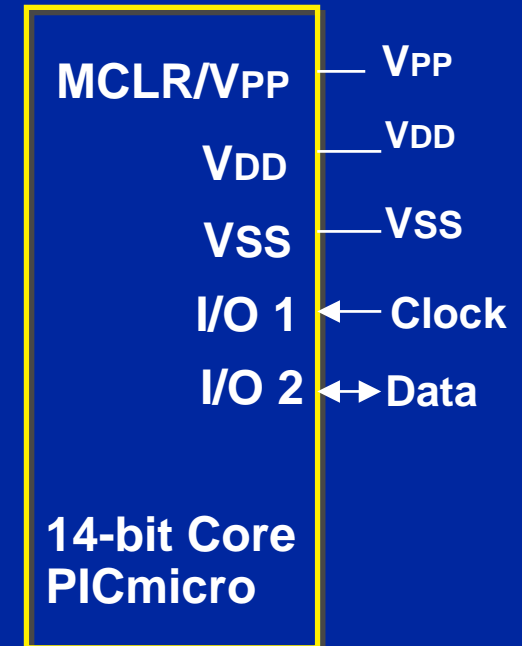 MCLR/VPP VPP
VDD VDD
VSS VSS
I/O 1 Clock
I/O 2 Data
14-bit Core
PICmicro